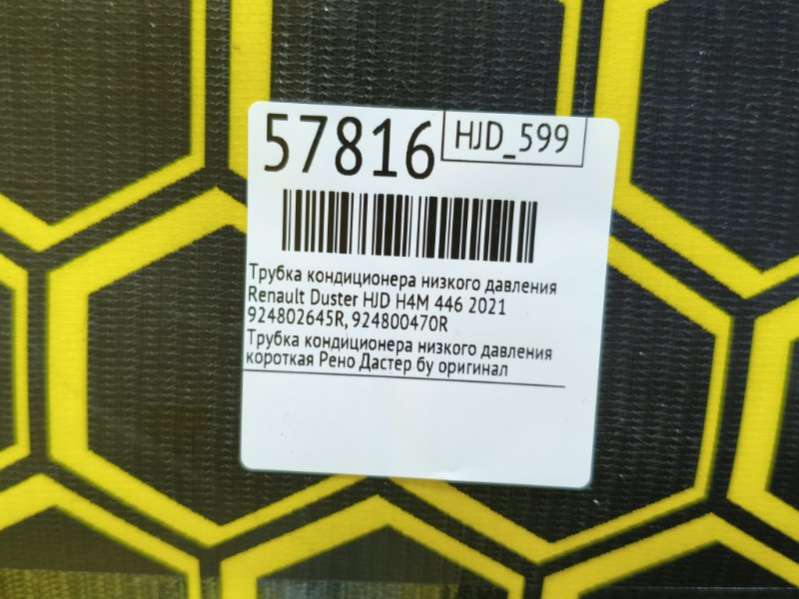 57816
HJD_599
Трубка кондиционера низкого давления
Renault Duster HJD H4M 446 2021
924802645R, 924800470R
Трубка кондиционера низкого давления
короткая Рено Дастер бу оригинал